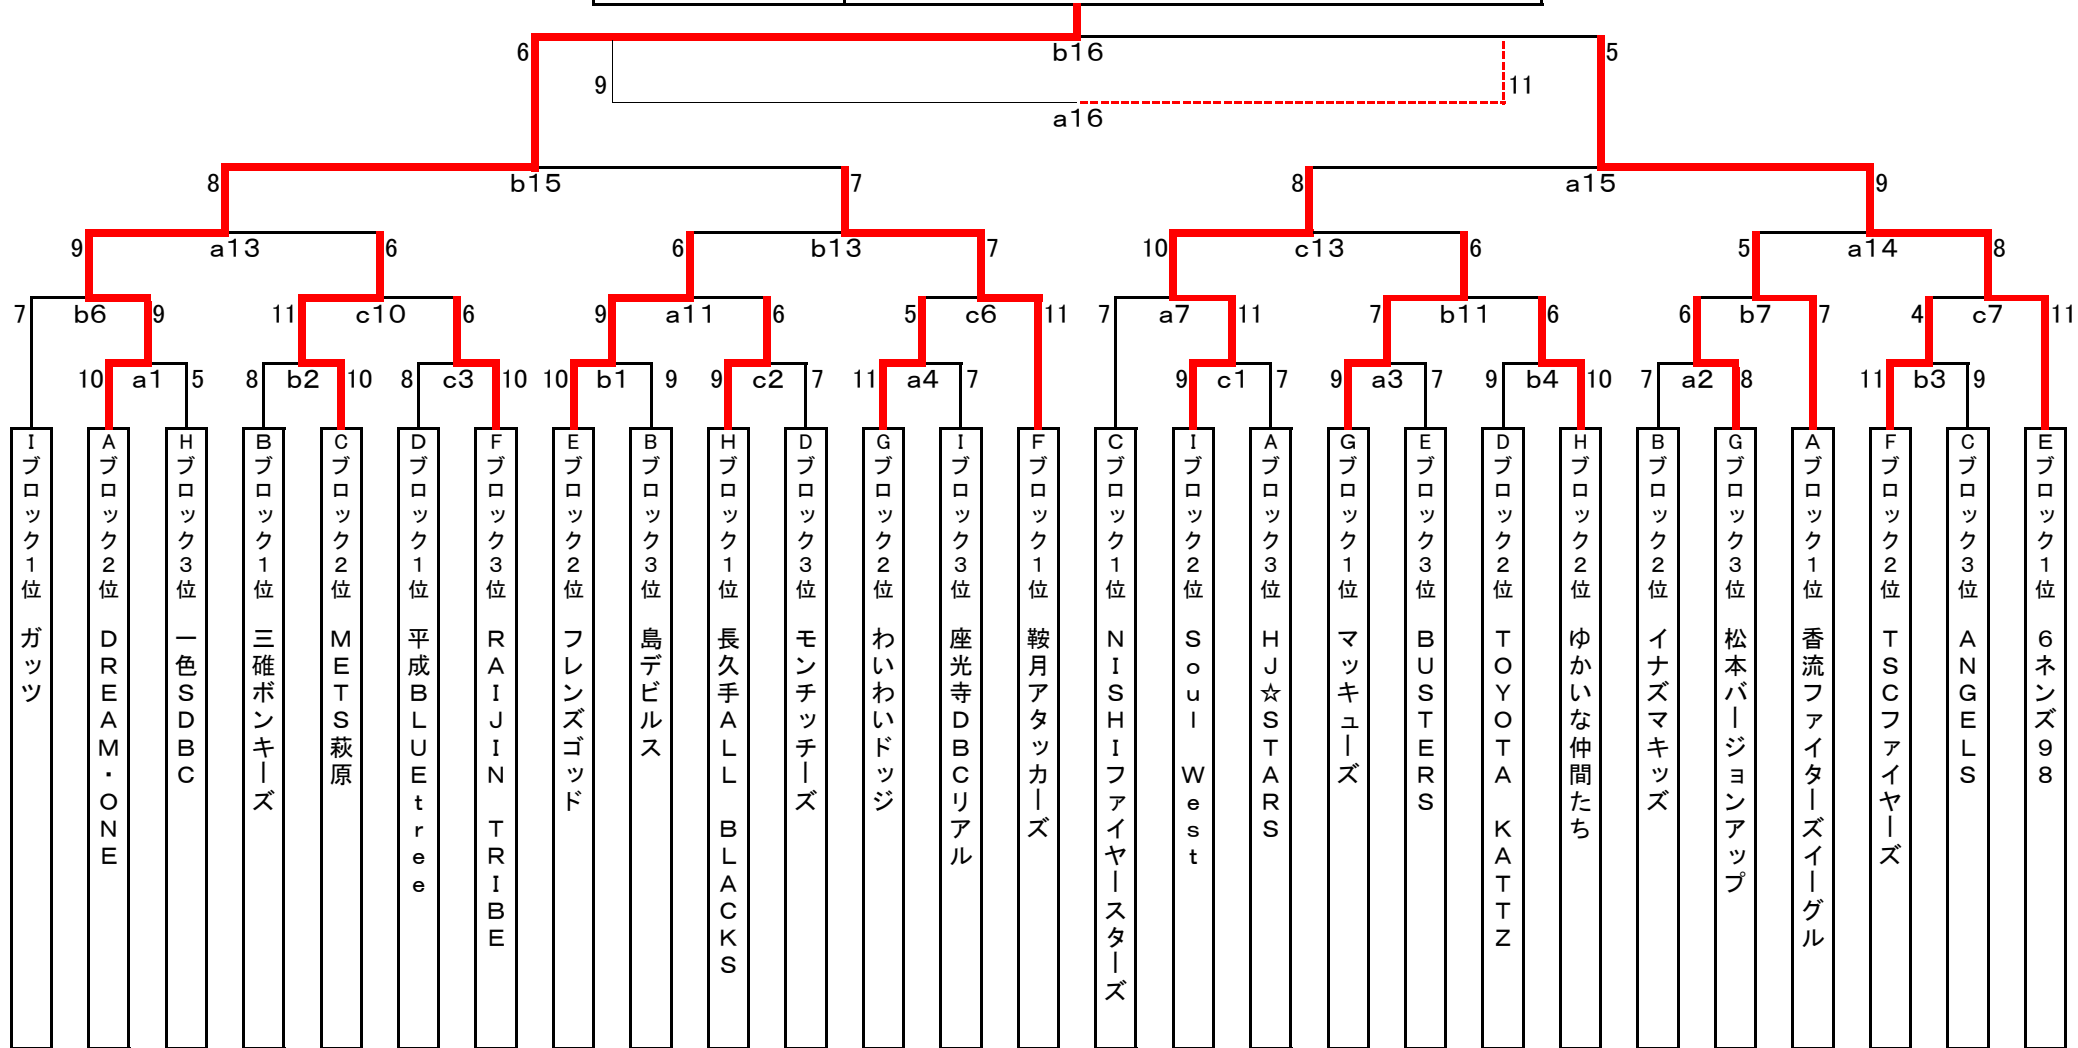 6 b16 5
9 11
a16
8 b15 7 8 a15 9
9 a13 6 6 b13 7 10 c13 6 5 a14 8
7 b6 9 11 c10 6 9 a11 6 5 c6 11 7 a7 11 7 b11 6 6 b7 7 4 c7 11
10 a1 5 8 b2 10 8 c3 10 10 b1 9 9 c2 7 11 a4 7 9 c1 7 9 a3 7 9 b4 10 7 a2 8 11 b3 9
Iブロック1位 ガッツ
Aブロック2位 DREAM・ONE
Hブロック3位 一色SDBC
Bブロック1位 三碓ボンキーズ
Cブロック2位 METS萩原
Dブロック1位 平成BLUEtree
Fブロック3位 RAIJIN TRIBE
Eブロック2位 フレンズゴッド
Bブロック3位 島デビルス
Hブロック1位 長久手ALL BLACKS
Dブロック3位 モンチッチーズ
Gブロック2位 わいわいドッジ
Iブロック3位 座光寺DBCリアル
Fブロック1位 鞍月アタッカーズ
Cブロック1位 NISHIファイヤースターズ
Iブロック2位 Soul West
Aブロック3位 HJ☆STARS
Gブロック1位 マッキューズ
Eブロック3位 BUSTERS
Dブロック2位 TOYOTA KATTZ
Hブロック2位 ゆかいな仲間たち
Bブロック2位 イナズマキッズ
Gブロック3位 松本バージョンアップ
Aブロック1位 香流ファイターズイーグル
Fブロック2位 TSCファイヤーズ
Cブロック3位 ANGELS
Eブロック1位 6ネンズ98